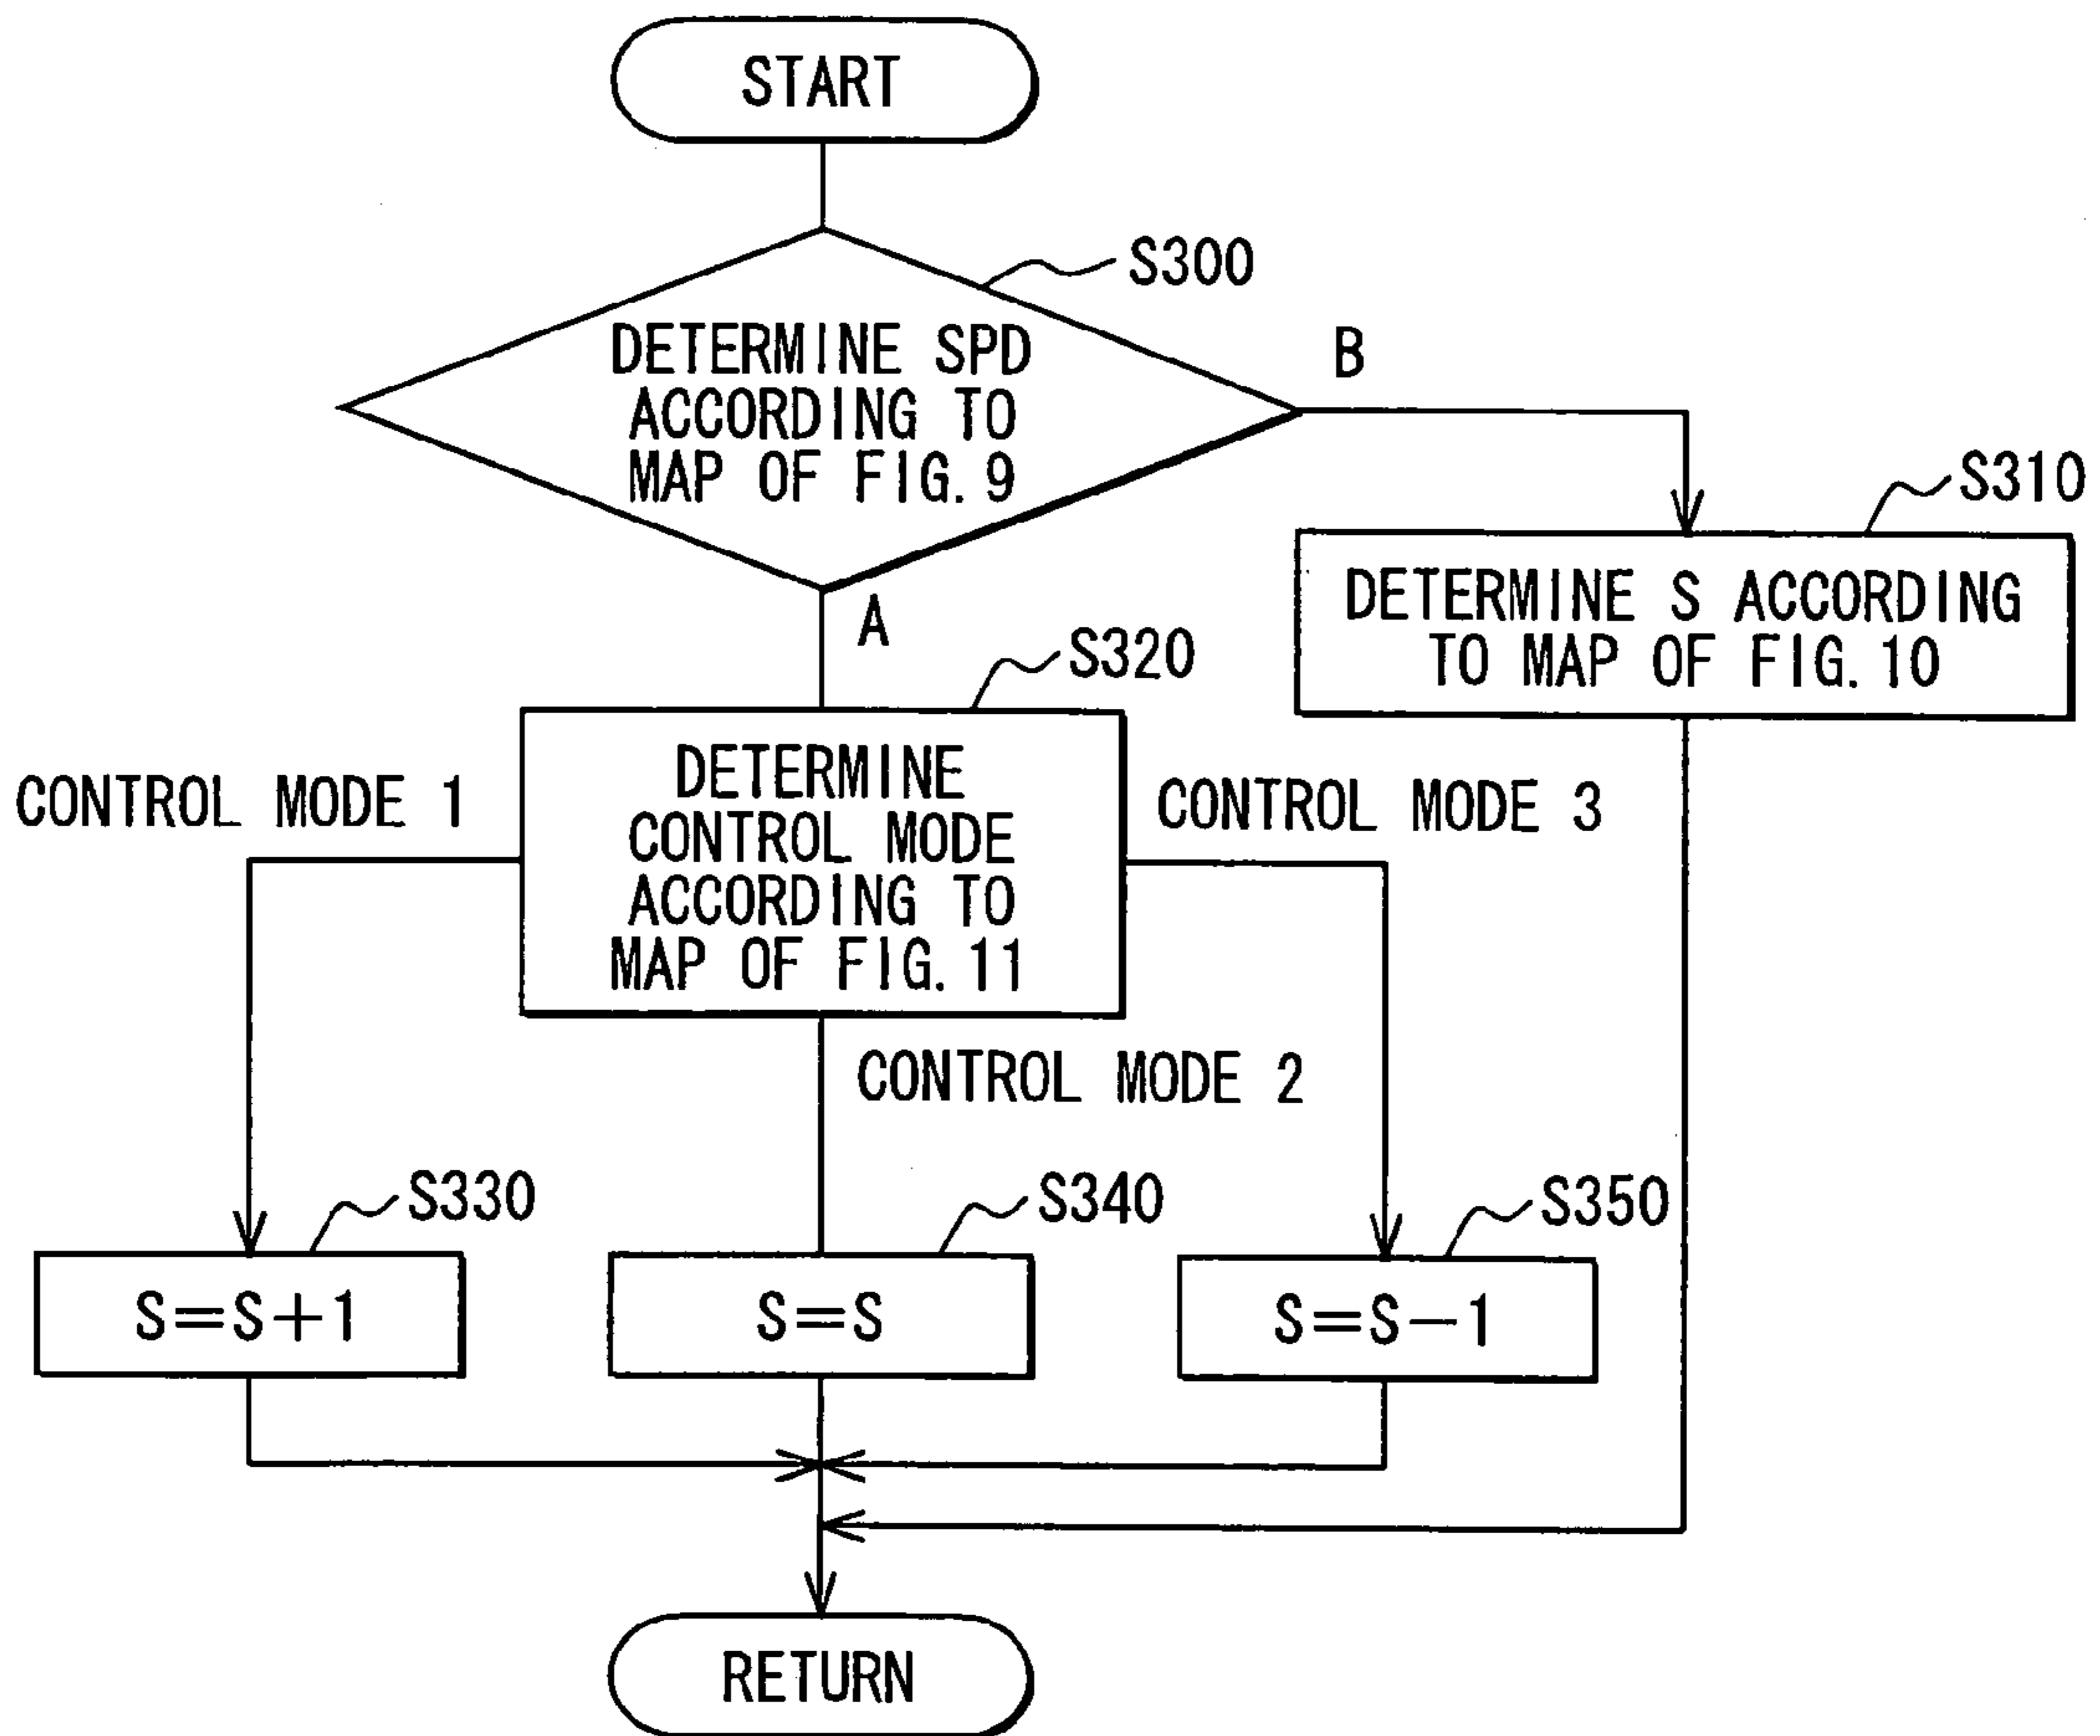 START
S300
DETERMINE SPD
ACCORDING TO
MAP OF FIG. 9
B
S310
DETERMINE S ACCORDING
TO MAP OF FIG. 10
A
S320
DETERMINE
CONTROL MODE
ACCORDING TO
MAP OF FIG. 11
CONTROL MODE 1
CONTROL MODE 3
CONTROL MODE 2
S330
S=S+1
S340
S=S
S350
S=S-1
RETURN